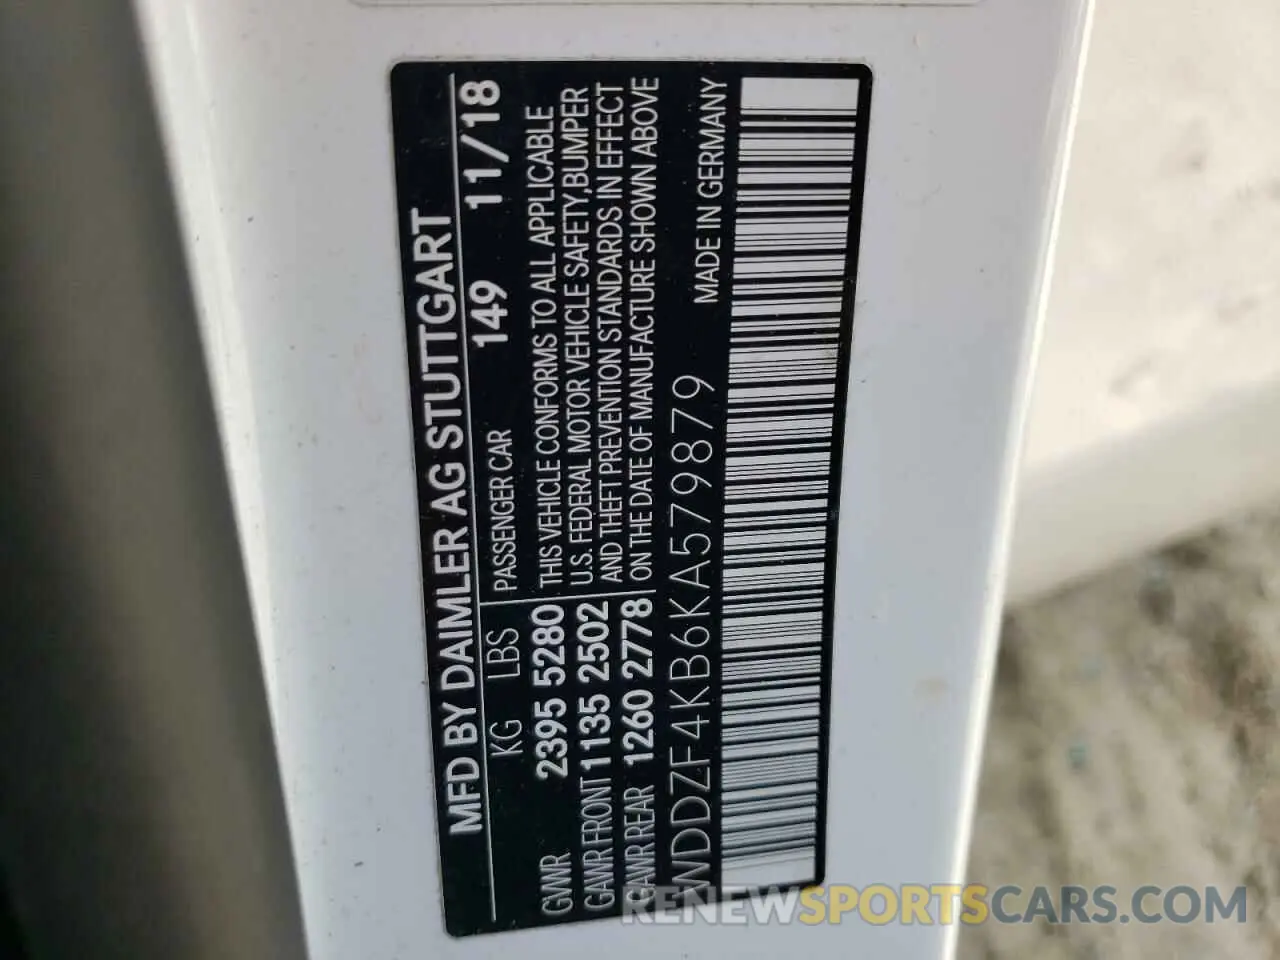 MFD BY DAIMLER AG STUTTGART
KG LBS PASSENGER CAR 149 11/18
GVWR 2395 5280 THIS VEHICLE CONFORMS TO ALL APPLICABLE
GAWR FRONT 1135 2502 U.S. FEDERAL MOTOR VEHICLE SAFETY,BUMPER
AND THEFT PREVENTION STANDARDS IN EFFECT
GAWR REAR 1260 2778 ON THE DATE OF MANUFACTURE SHOWN ABOVE
WDDZF4KB6KA579879 MADE IN GERMANY
RENEWSPORTSCARS.COM